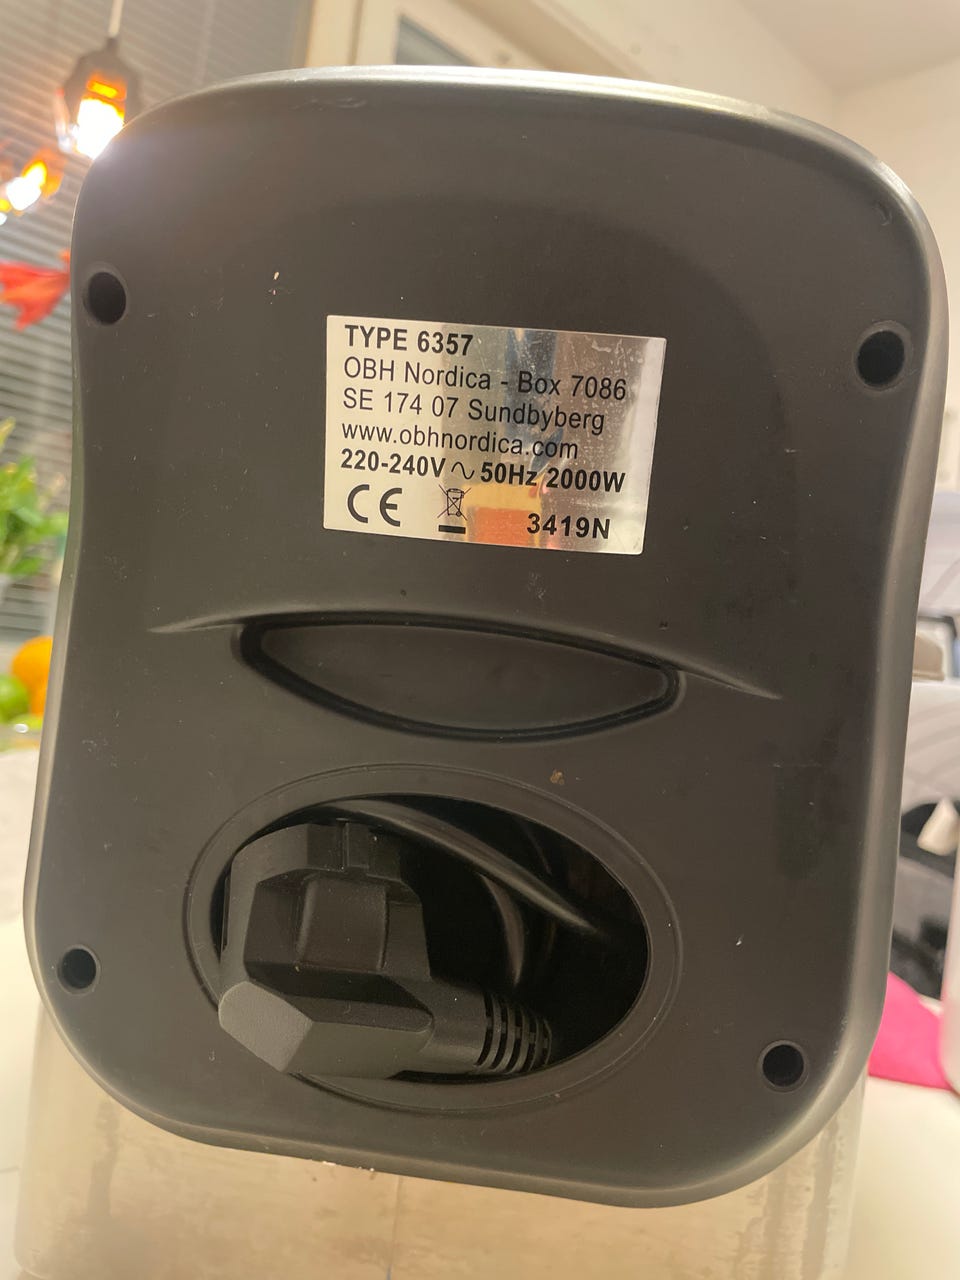 TYPE 6357
OBH Nordica - Box 7086
SE 174 07 Sundbyberg
www.obhnordica.com
220-240V ~ 50Hz 2000W
CE
3419N